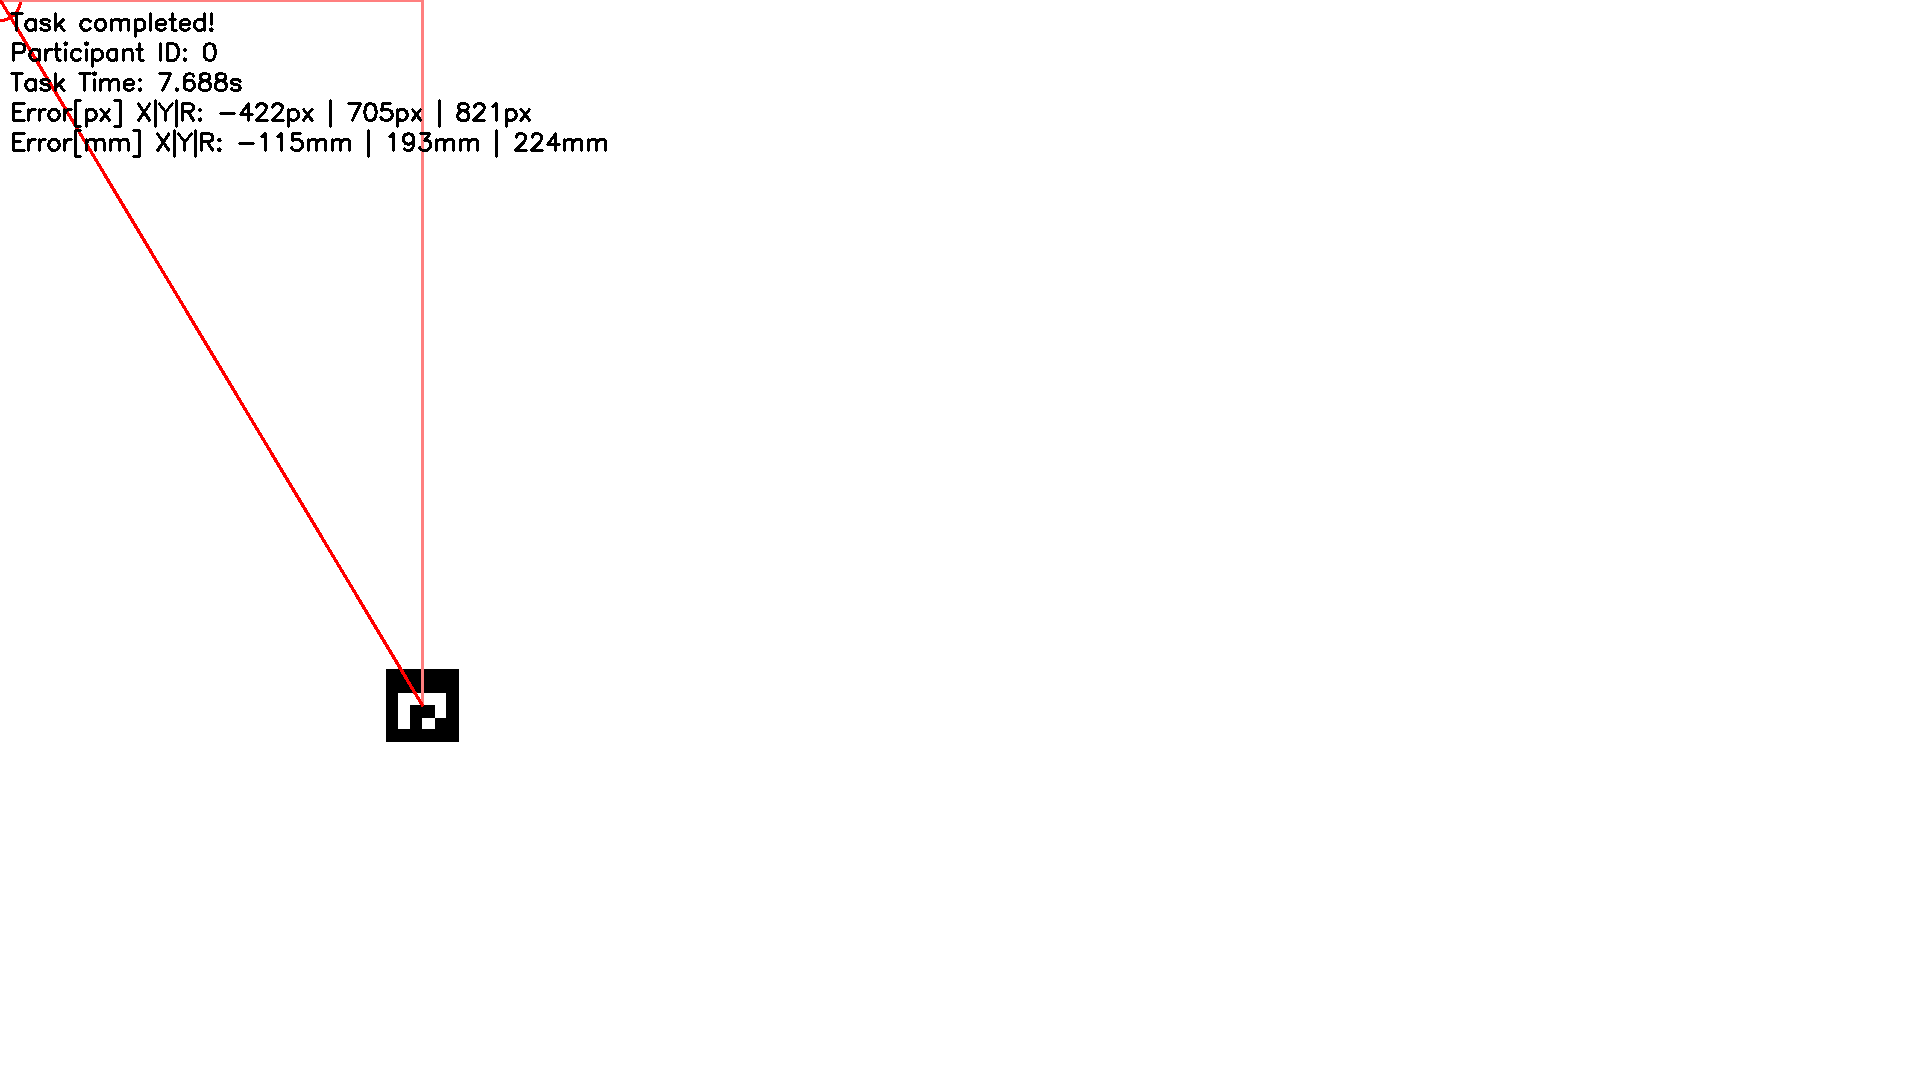 Task completed!
Participant ID: 0
Task Time: 7.688s
Error[px] X|Y|R: -422px | 705px | 821px
Error[mm] X|Y|R: -115mm | 193mm | 224mm